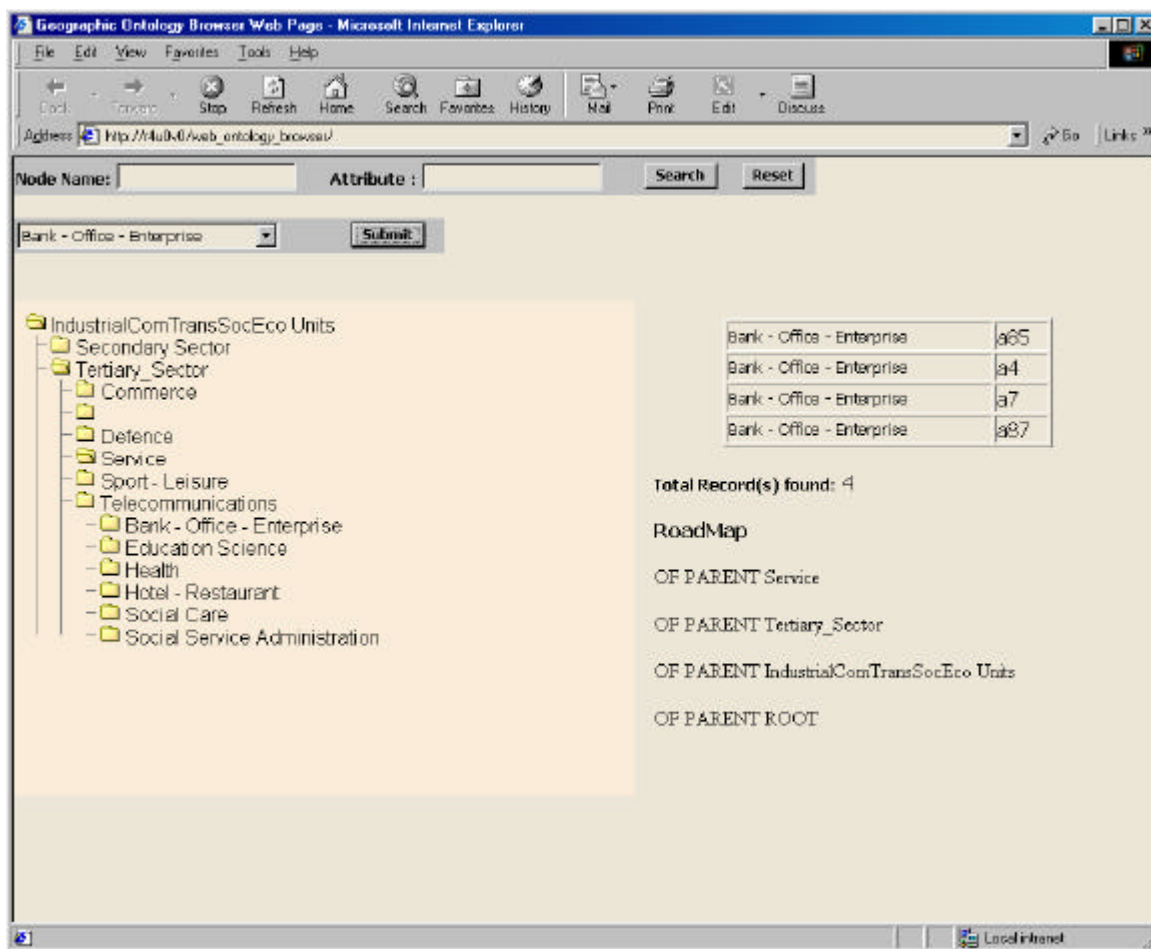 Geographic Ontology Browser Web Page - Microsoft Internet Explorer
File Edit View Favorites Tools Help
Back Forward Stop Refresh Home Search Favorites History Mail Print Edit Discuss
Address Go Links »
Node Name: Attribute : Search Reset
Bank - Office - Enterprise Submit
IndustrialComTransSocEco Units
Secondary Sector
Tertiary_Sector
Commerce
Defence
Service
Sport - Leisure
Telecommunications
Bank - Office - Enterprise
Education Science
Health
Hotel - Restaurant
Social Care
Social Service Administration
Bank - Office - Enterprise a65
Bank - Office - Enterprise a4
Bank - Office - Enterprise a7
Bank - Office - Enterprise a87
Total Record(s) found: 4
RoadMap
OF PARENT Service
OF PARENT Tertiary_Sector
OF PARENT IndustrialComTransSocEco Units
OF PARENT ROOT
Local intranet